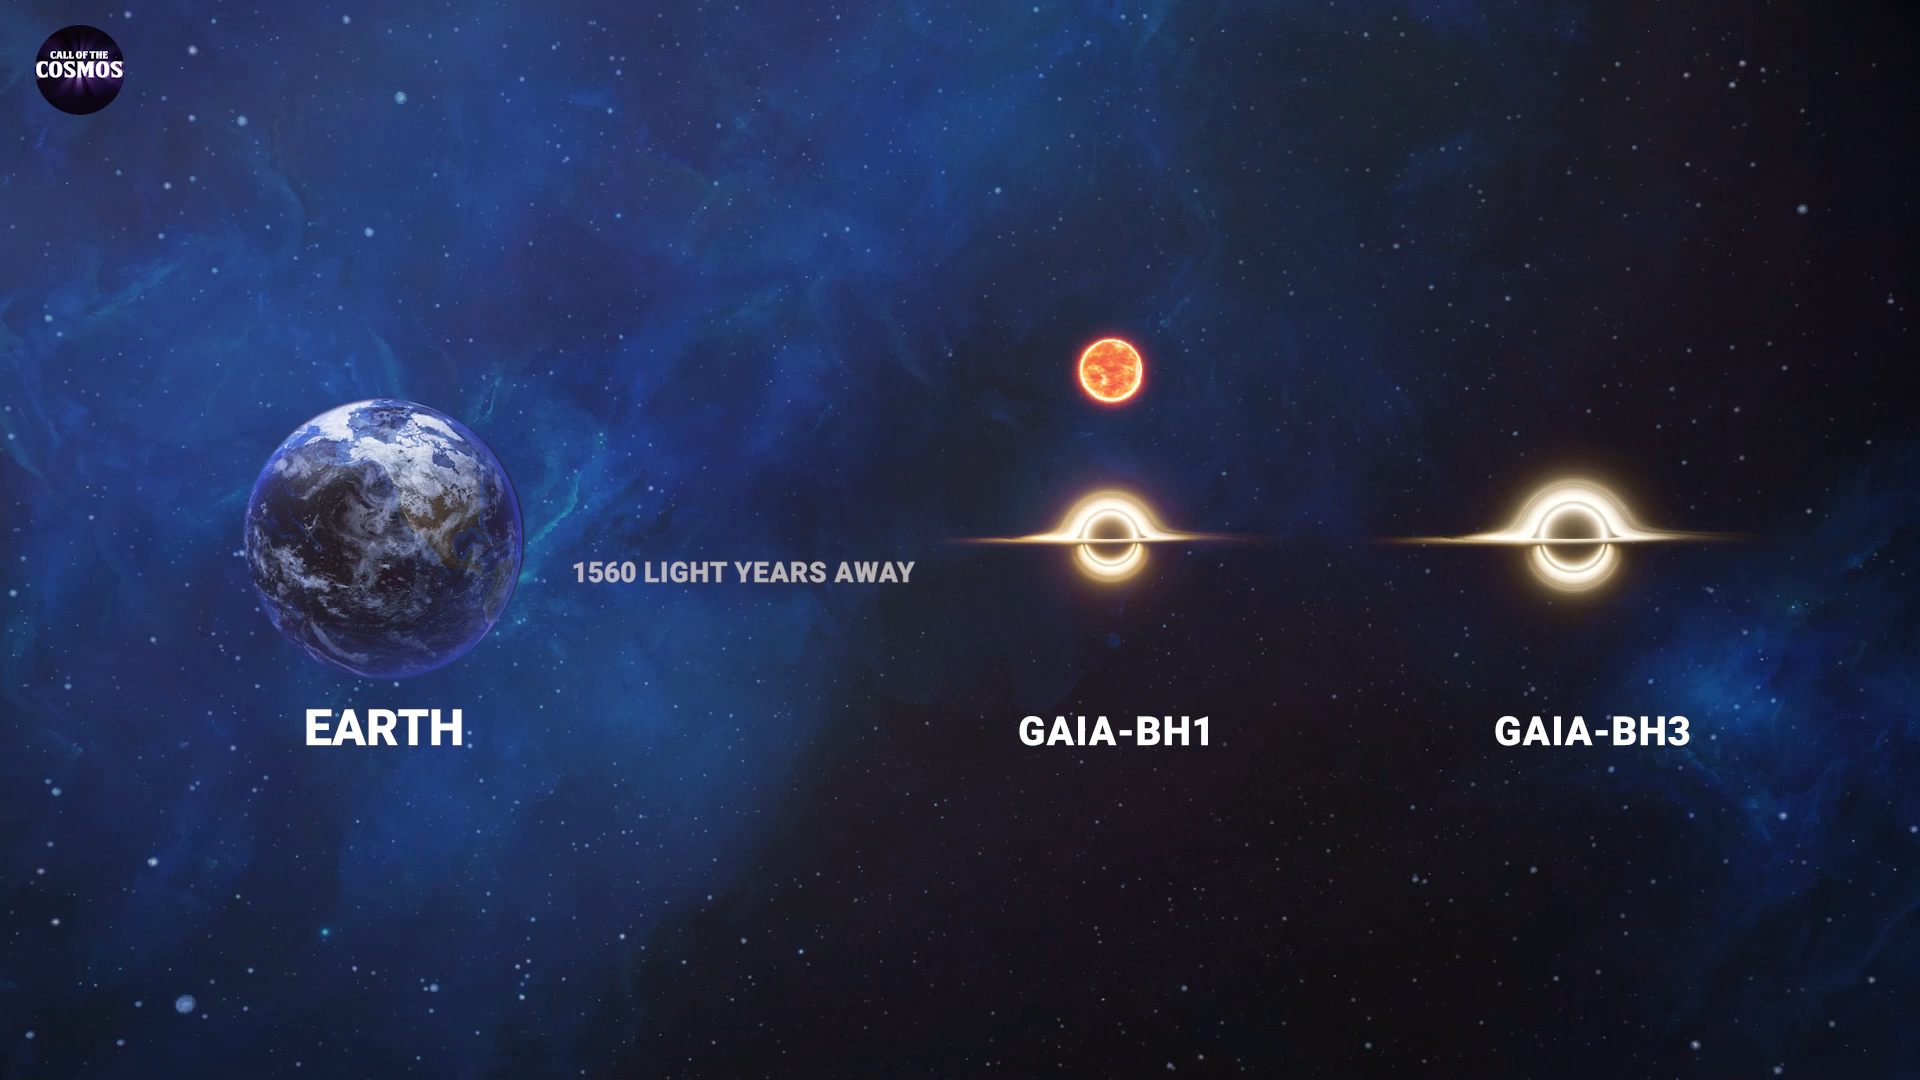 CALL OF THE
COSMOS
1560 LIGHT YEARS AWAY
EARTH
GAIA-BH1
GAIA-BH3